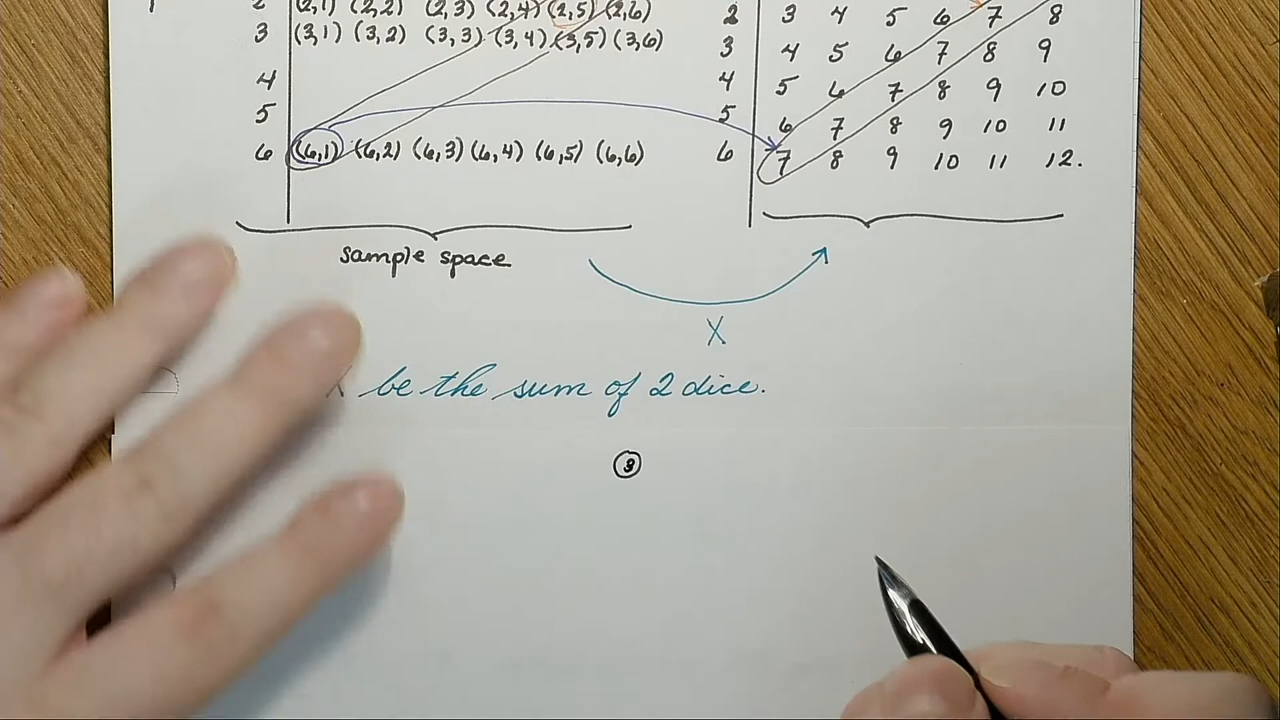 2 (2,1) (2,2) (2,3) (2,4) (2,5) (2,6) 2 3 4 5 6 7 8
3 (3,1) (3,2) (3,3) (3,4) (3,5) (3,6) 3 4 5 6 7 8 9
4 4 5 6 7 8 9 10
5 5 6 7 8 9 10 11
6 (6,1) (6,2) (6,3) (6,4) (6,5) (6,6) 6 7 8 9 10 11 12.
sample space
X
X be the sum of 2 dice.
3